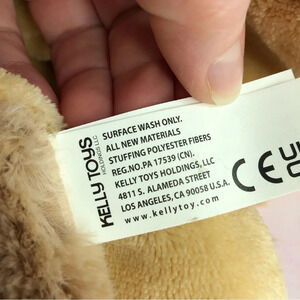 KELLY TOYS
HOLDINGS LLC
SURFACE WASH ONLY.
ALL NEW MATERIALS
STUFFING POLYESTER FIBERS
REG.NO.PA 17539 (CN).
KELLY TOYS HOLDINGS, LLC
4811 S. ALAMEDA STREET
LOS ANGELES, CA 90058 U.S.A.
www.kellytoy.com
CE